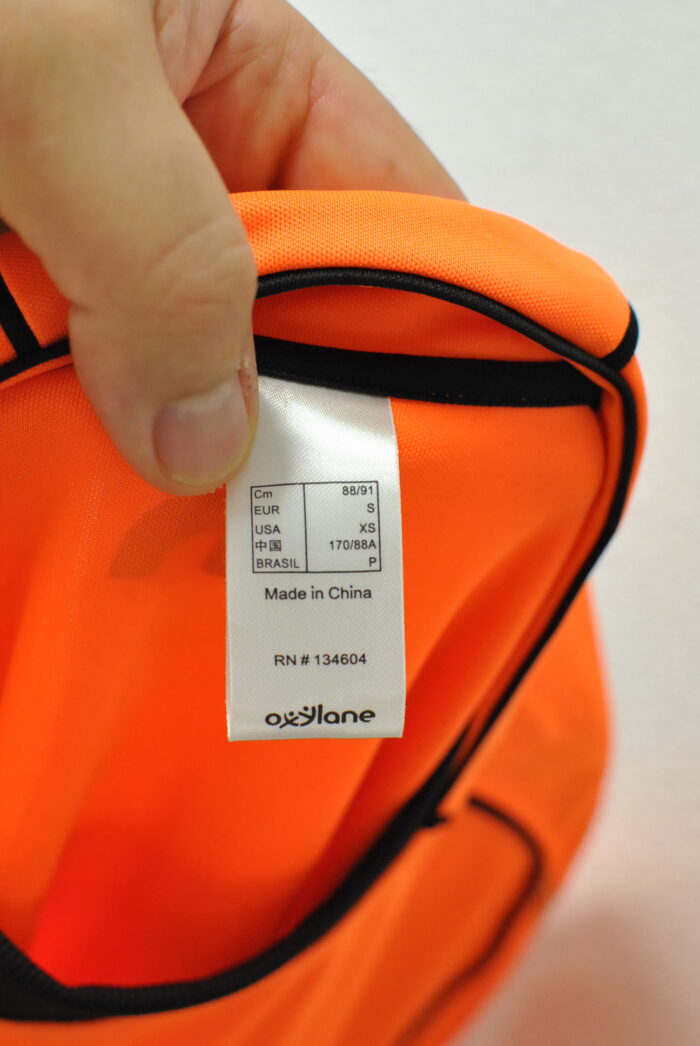 Cm 88/91
EUR S
USA XS
中国 170/88A
BRASIL P
Made in China
RN # 134604
oxylane